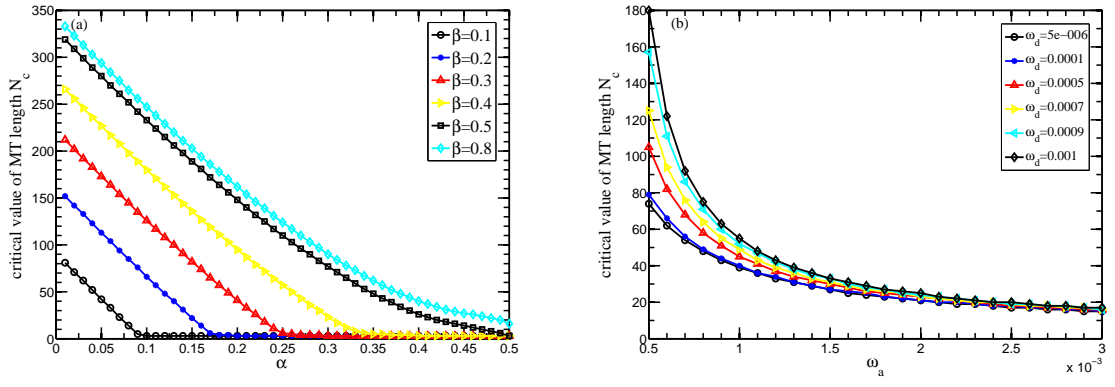 (a)
critical value of MT length N_c
350
300
250
200
150
100
50
0
0 0.05 0.1 0.15 0.2 0.25 0.3 0.35 0.4 0.45 0.5
α
β=0.1
β=0.2
β=0.3
β=0.4
β=0.5
β=0.8
(b)
critical value of MT length N_c
180
160
140
120
100
80
60
40
20
0
0.5 1 1.5 2 2.5 3
x 10⁻³
ω_a
ω_d=5e−006
ω_d=0.0001
ω_d=0.0005
ω_d=0.0007
ω_d=0.0009
ω_d=0.001